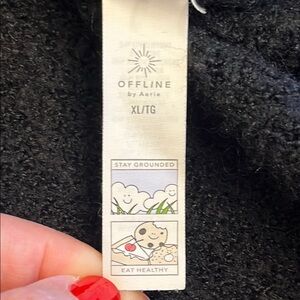 OFFLINE
by Aerie
XL/TG
STAY GROUNDED
EAT HEALTHY